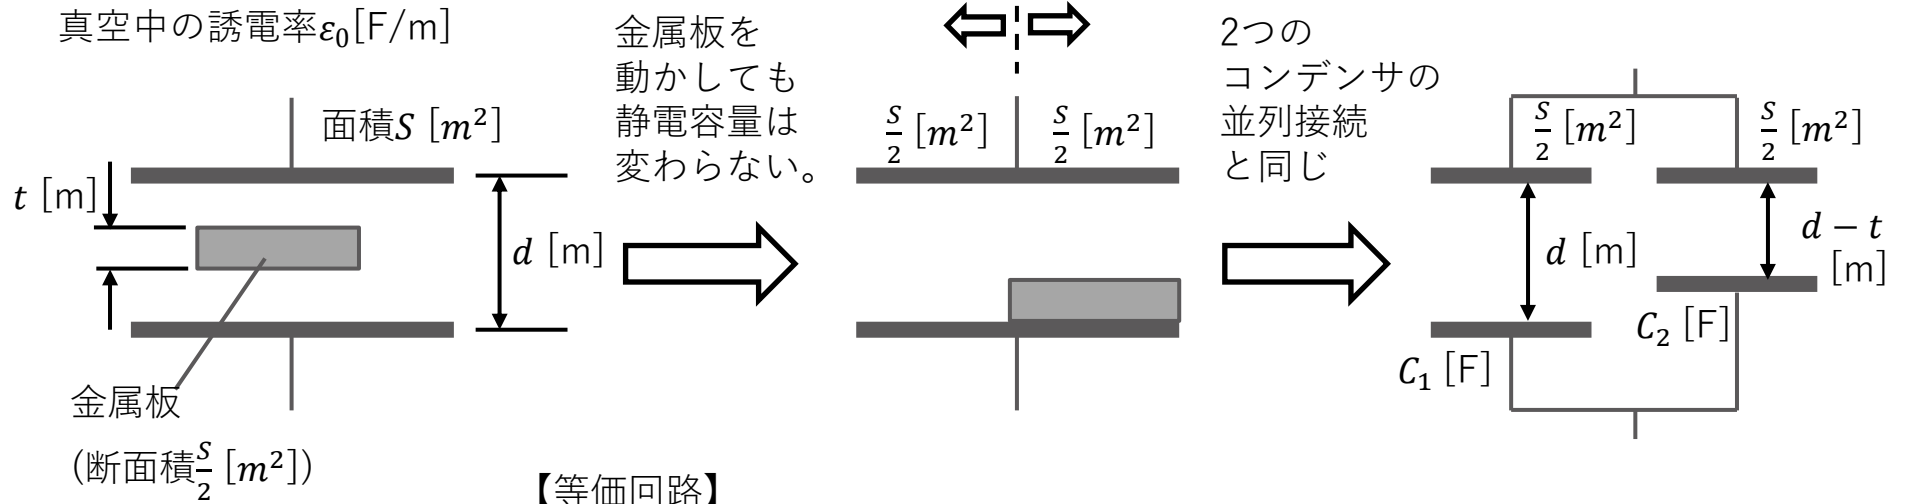 真空中の誘電率ε₀[F/m]
面積S [m²]
t [m]
d [m]
金属板
(断面積 S/2 [m²])
金属板を
動かしても
静電容量は
変わらない。
S/2 [m²]
S/2 [m²]
2つの
コンデンサの
並列接続
と同じ
S/2 [m²]
S/2 [m²]
d [m]
d − t
[m]
C₁ [F]
C₂ [F]
【等価回路】